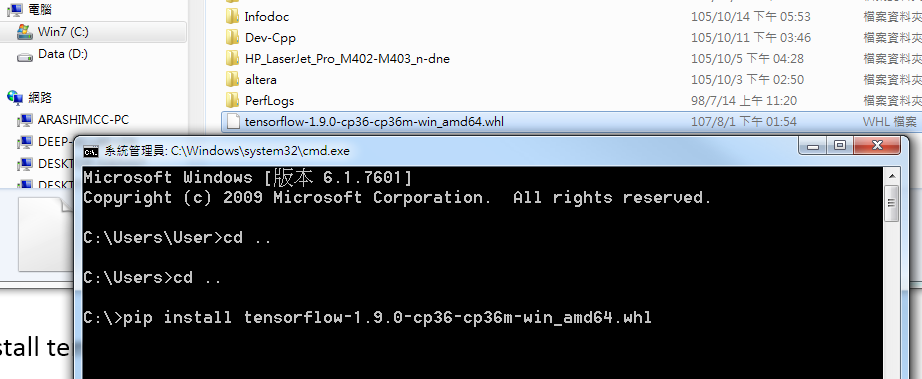 電腦
Win7 (C:)
Data (D:)
網路
ARASHIMCC-PC
DEEP-
DESKT
DESKT
Infodoc 105/10/14 下午 05:53 檔案資料夾
Dev-Cpp 105/10/11 下午 03:46 檔案資料夾
HP_LaserJet_Pro_M402-M403_n-dne 105/10/5 下午 04:28 檔案資料夾
altera 105/10/3 下午 02:50 檔案資料夾
PerfLogs 98/7/14 上午 11:20 檔案資料夾
tensorflow-1.9.0-cp36-cp36m-win_amd64.whl 107/8/1 下午 01:54 WHL 檔案
系統管理員: C:\Windows\system32\cmd.exe
Microsoft Windows [版本 6.1.7601]
Copyright (c) 2009 Microsoft Corporation. All rights reserved.
C:\Users\User>cd ..
C:\Users>cd ..
C:\>pip install tensorflow-1.9.0-cp36-cp36m-win_amd64.whl
stall te